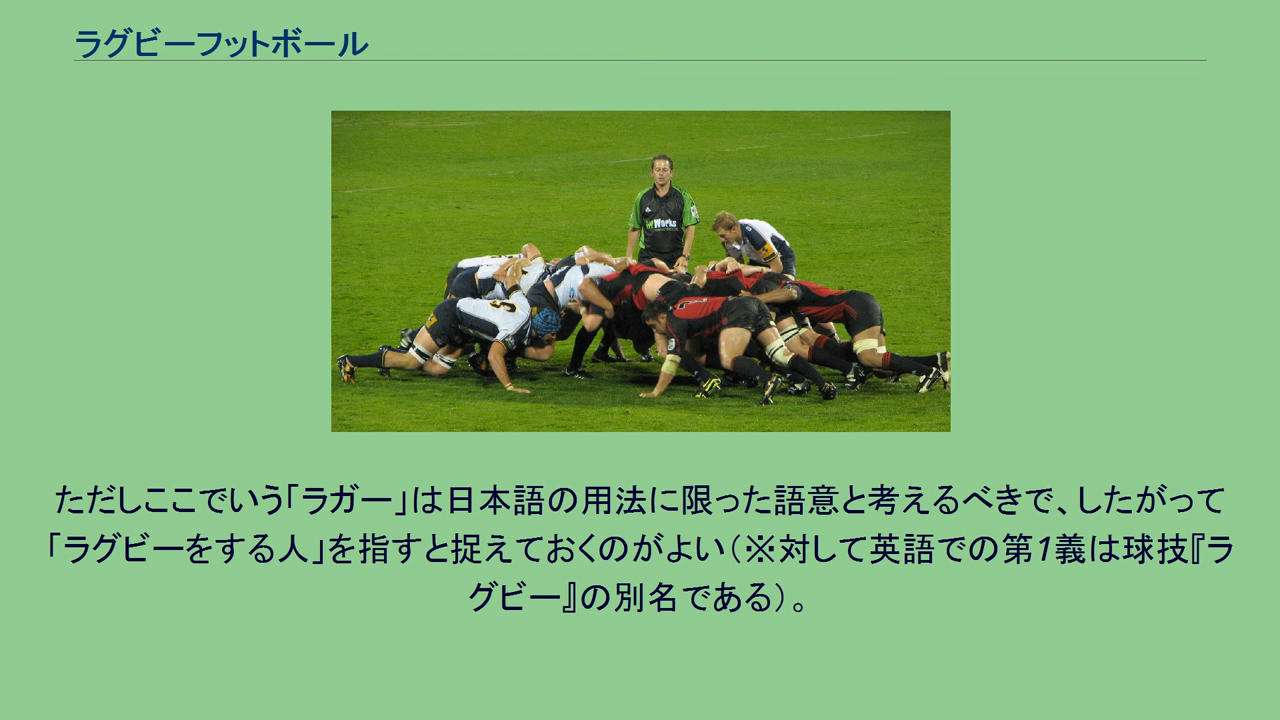 ラグビーフットボール
Works
5
1
ただしここでいう「ラガー」は日本語の用法に限った語意と考えるべきで、したがって
「ラグビーをする人」を指すと捉えておくのがよい（※対して英語での第1義は球技『ラ
グビー』の別名である）。